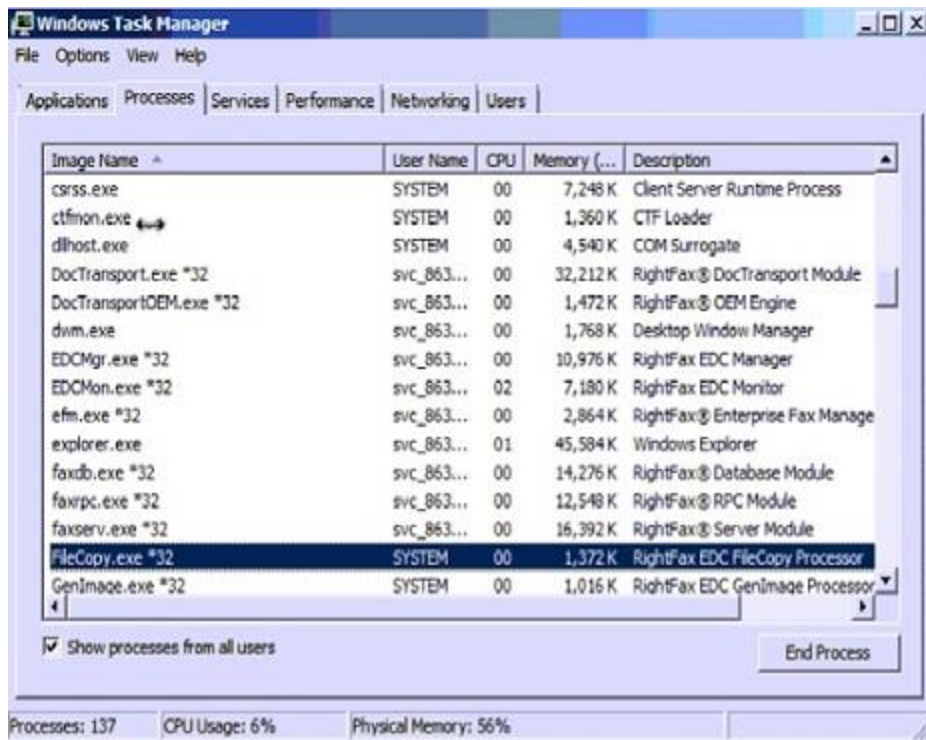 Windows Task Manager
File Options View Help
Applications Processes Services Performance Networking Users
Image Name User Name CPU Memory (... Description
csrss.exe SYSTEM 00 7,248 K Client Server Runtime Process
ctfmon.exe SYSTEM 00 1,360 K CTF Loader
dllhost.exe SYSTEM 00 4,540 K COM Surrogate
DocTransport.exe *32 svc_863... 00 32,212 K RightFax® DocTransport Module
DocTransportOEM.exe *32 svc_863... 00 1,472 K RightFax® OEM Engine
dwm.exe svc_863... 00 1,768 K Desktop Window Manager
EDCMgr.exe *32 svc_863... 00 10,976 K RightFax EDC Manager
EDCMon.exe *32 svc_863... 02 7,180 K RightFax EDC Monitor
efm.exe *32 svc_863... 00 2,864 K RightFax® Enterprise Fax Manage
explorer.exe svc_863... 01 45,584 K Windows Explorer
faxdb.exe *32 svc_863... 00 14,276 K RightFax® Database Module
faxrpc.exe *32 svc_863... 00 12,548 K RightFax® RPC Module
faxserv.exe *32 svc_863... 00 16,392 K RightFax® Server Module
FileCopy.exe *32 SYSTEM 00 1,372 K RightFax EDC FileCopy Processor
GenImage.exe *32 SYSTEM 00 1,016 K RightFax EDC GenImage Processor
Show processes from all users
End Process
Processes: 137 CPU Usage: 6% Physical Memory: 56%